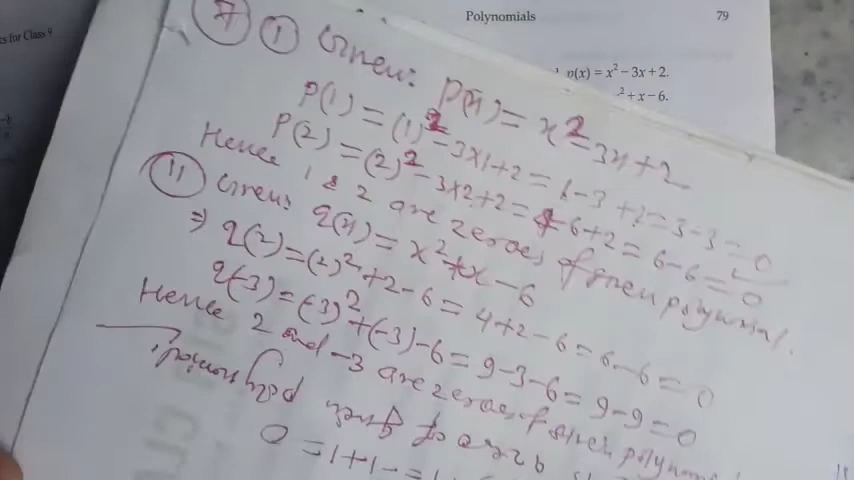 Polynomials 79
s for Class 9
p(x) = x² − 3x + 2.
² + x − 6.
7 I Given: P(x) = x² − 3x + 2
P(1) = (1)² − 3×1 + 2 = 1 − 3 + 2 = 3 − 3 = 0
P(2) = (2)² − 3×2 + 2 = 4 − 6 + 2 = 6 − 6 = 0
Hence 1 & 2 are zeroes of given polynomial.
II Given: q(x) = x² + x − 6
⇒ q(2) = (2)² + 2 − 6 = 4 + 2 − 6 = 6 − 6 = 0
q(-3) = (-3)² + (-3) − 6 = 9 − 3 − 6 = 9 − 9 = 0
Hence 2 and -3 are zeroes of given
polynomial.